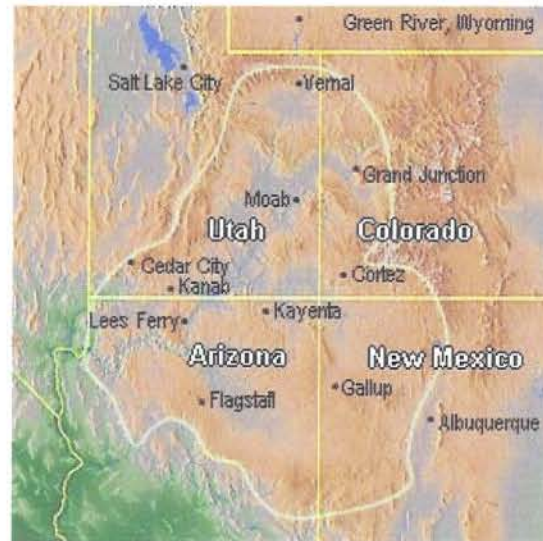 Green River, Wyoming
Salt Lake City
Vernal
Grand Junction
Moab
Utah
Colorado
Cedar City
Cortez
Kanab
Lees Ferry
Kayenta
Arizona
New Mexico
Gallup
Flagstaff
Albuquerque